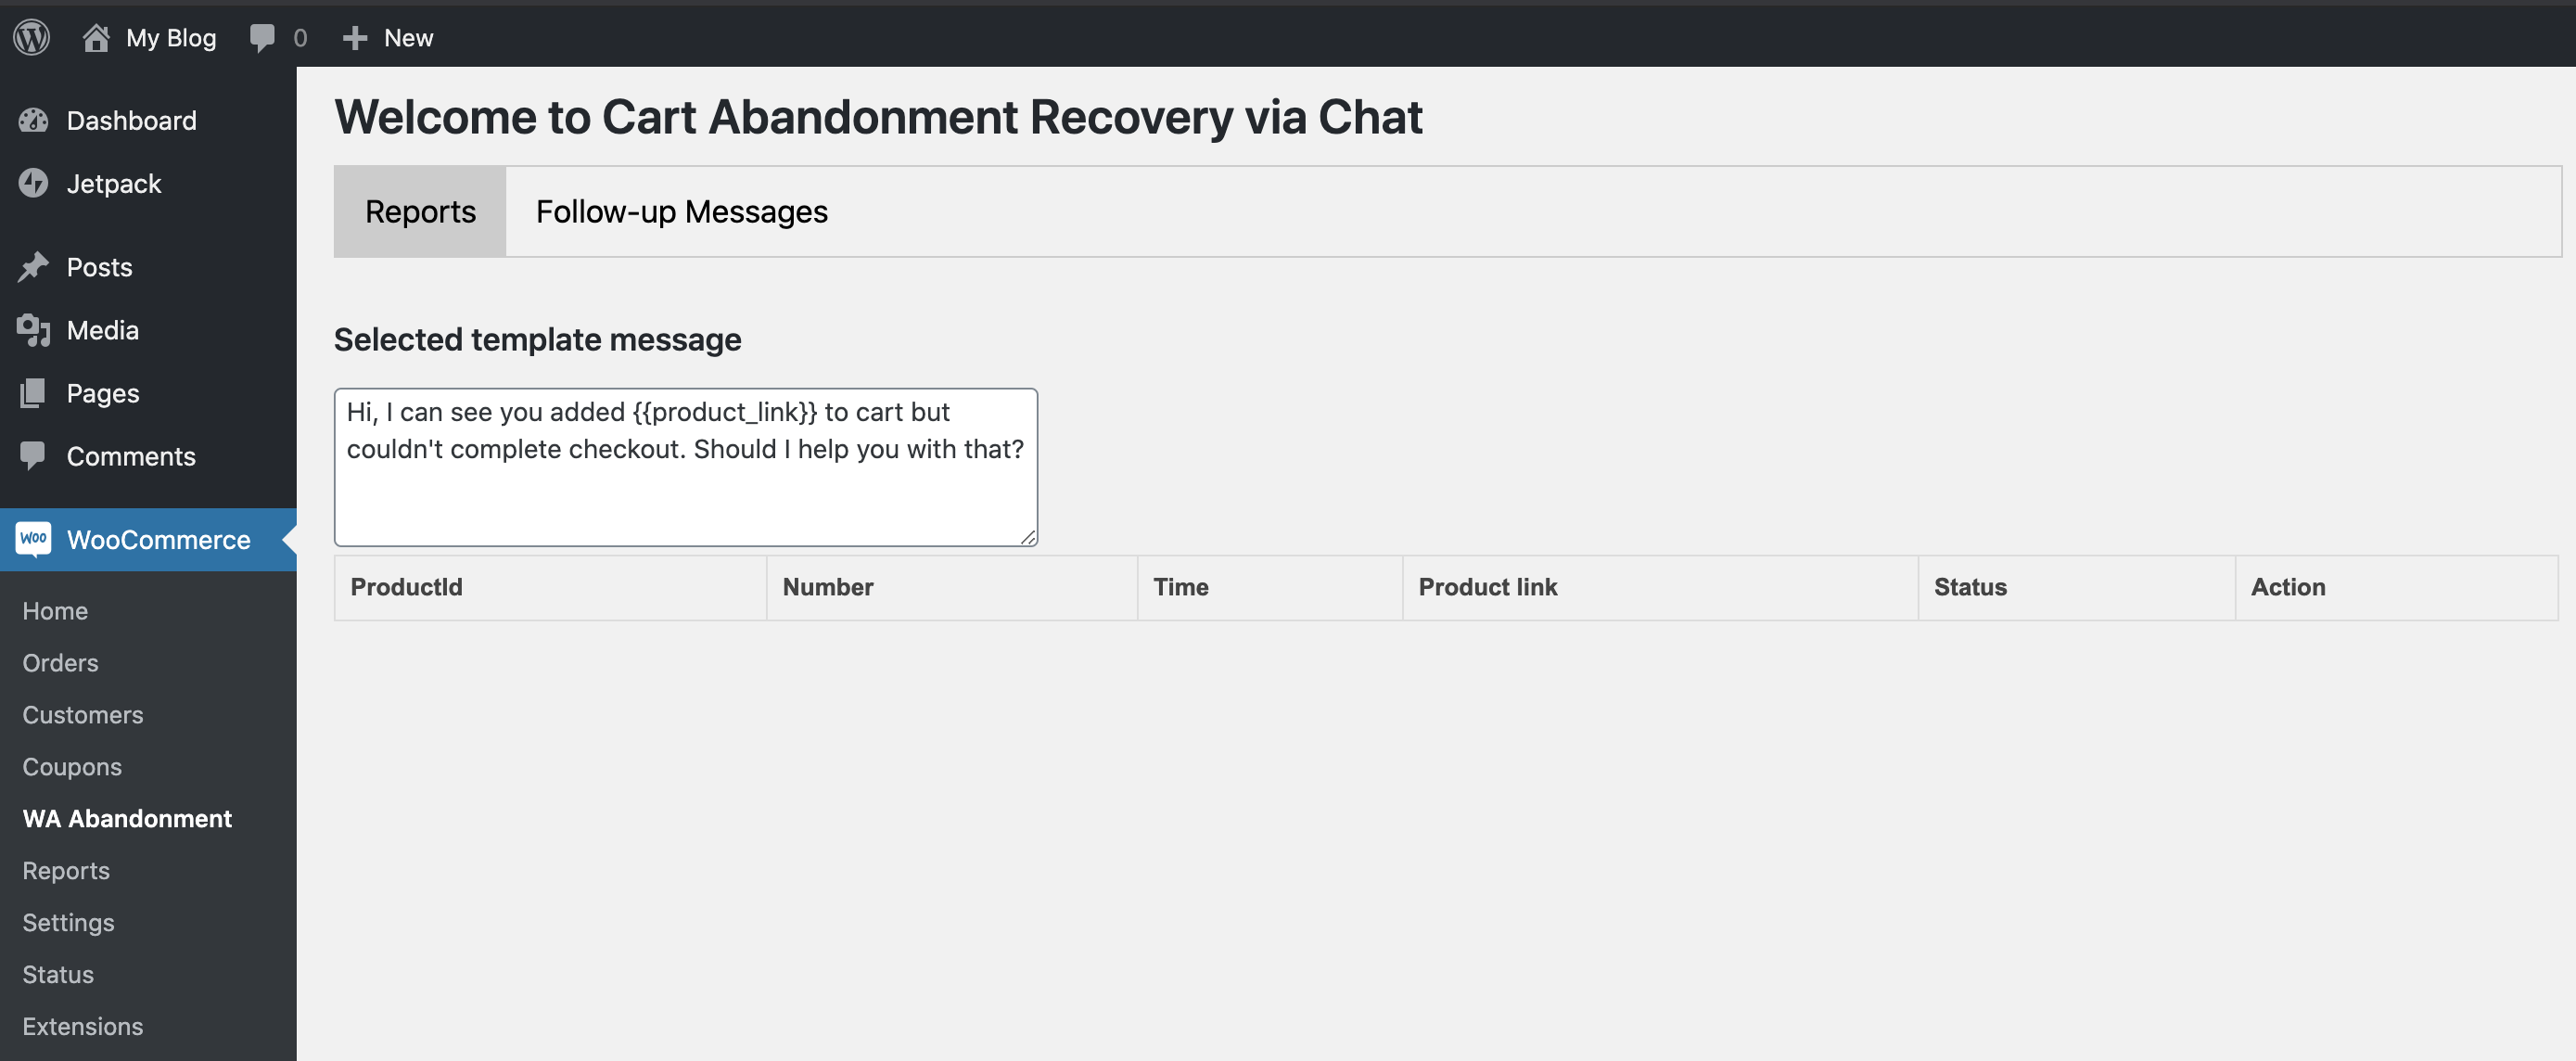 My Blog 0 New
Dashboard
Jetpack
Posts
Media
Pages
Comments
Woo WooCommerce
Home
Orders
Customers
Coupons
WA Abandonment
Reports
Settings
Status
Extensions
Welcome to Cart Abandonment Recovery via Chat
Reports Follow-up Messages
Selected template message
Hi, I can see you added {{product_link}} to cart but
couldn't complete checkout. Should I help you with that?
ProductId Number Time Product link Status Action